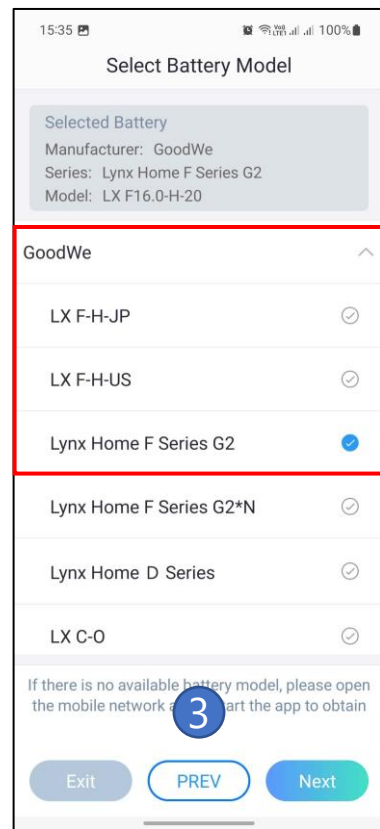 15:35 100%
Select Battery Model
Selected Battery
Manufacturer: GoodWe
Series: Lynx Home F Series G2
Model: LX F16.0-H-20
GoodWe
LX F-H-JP
LX F-H-US
Lynx Home F Series G2
Lynx Home F Series G2*N
Lynx Home D Series
LX C-O
If there is no available battery model, please open
the mobile network art the app to obtain
3
Exit PREV Next